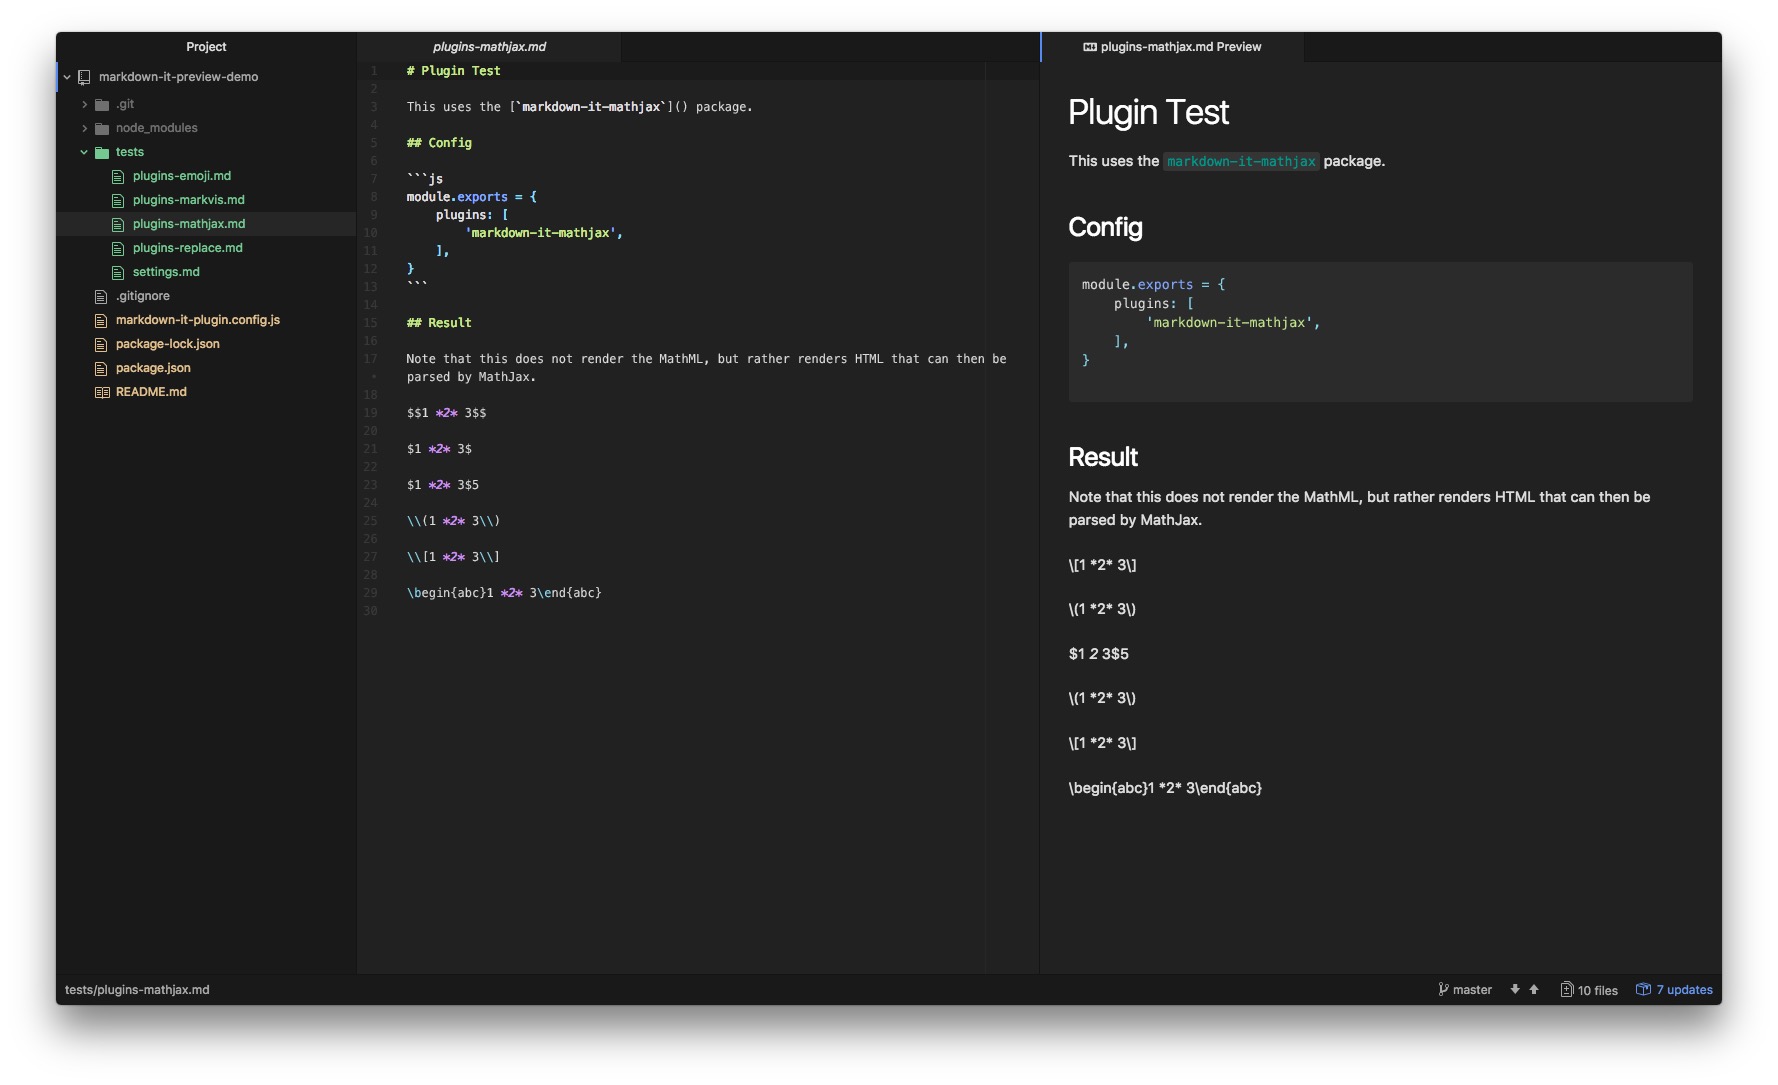 Project
markdown-it-preview-demo
.git
node_modules
tests
plugins-emoji.md
plugins-markvis.md
plugins-mathjax.md
plugins-replace.md
settings.md
.gitignore
markdown-it-plugin.config.js
package-lock.json
package.json
README.md
plugins-mathjax.md
1 # Plugin Test
2
3 This uses the [`markdown-it-mathjax`]() package.
4
5 ## Config
6
7 ```js
8 module.exports = {
9     plugins: [
10         'markdown-it-mathjax',
11     ],
12 }
13 ```
14
15 ## Result
16
17 Note that this does not render the MathML, but rather renders HTML that can then be
• parsed by MathJax.
18
19 $$1 *2* 3$$
20
21 $1 *2* 3$
22
23 $1 *2* 3$5
24
25 \\(1 *2* 3\\)
26
27 \\[1 *2* 3\\]
28
29 \begin{abc}1 *2* 3\end{abc}
30
plugins-mathjax.md Preview
Plugin Test
This uses the markdown-it-mathjax package.
Config
module.exports = {
    plugins: [
        'markdown-it-mathjax',
    ],
}
Result
Note that this does not render the MathML, but rather renders HTML that can then be
parsed by MathJax.
\[1 *2* 3\]
\(1 *2* 3\)
$1 2 3$5
\(1 *2* 3\)
\[1 *2* 3\]
\begin{abc}1 *2* 3\end{abc}
tests/plugins-mathjax.md
master
10 files
7 updates